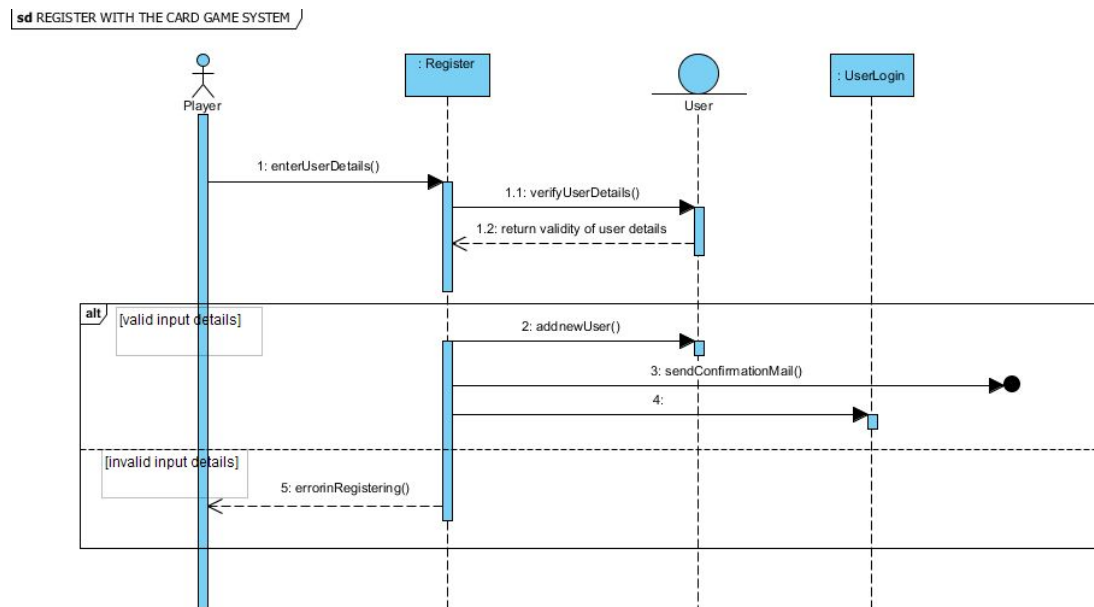 sd REGISTER WITH THE CARD GAME SYSTEM
Player
: Register
User
: UserLogin
1: enterUserDetails()
1.1: verifyUserDetails()
1.2: return validity of user details
alt
[valid input details]
2: addnewUser()
3: sendConfirmationMail()
4:
[invalid input details]
5: errorinRegistering()